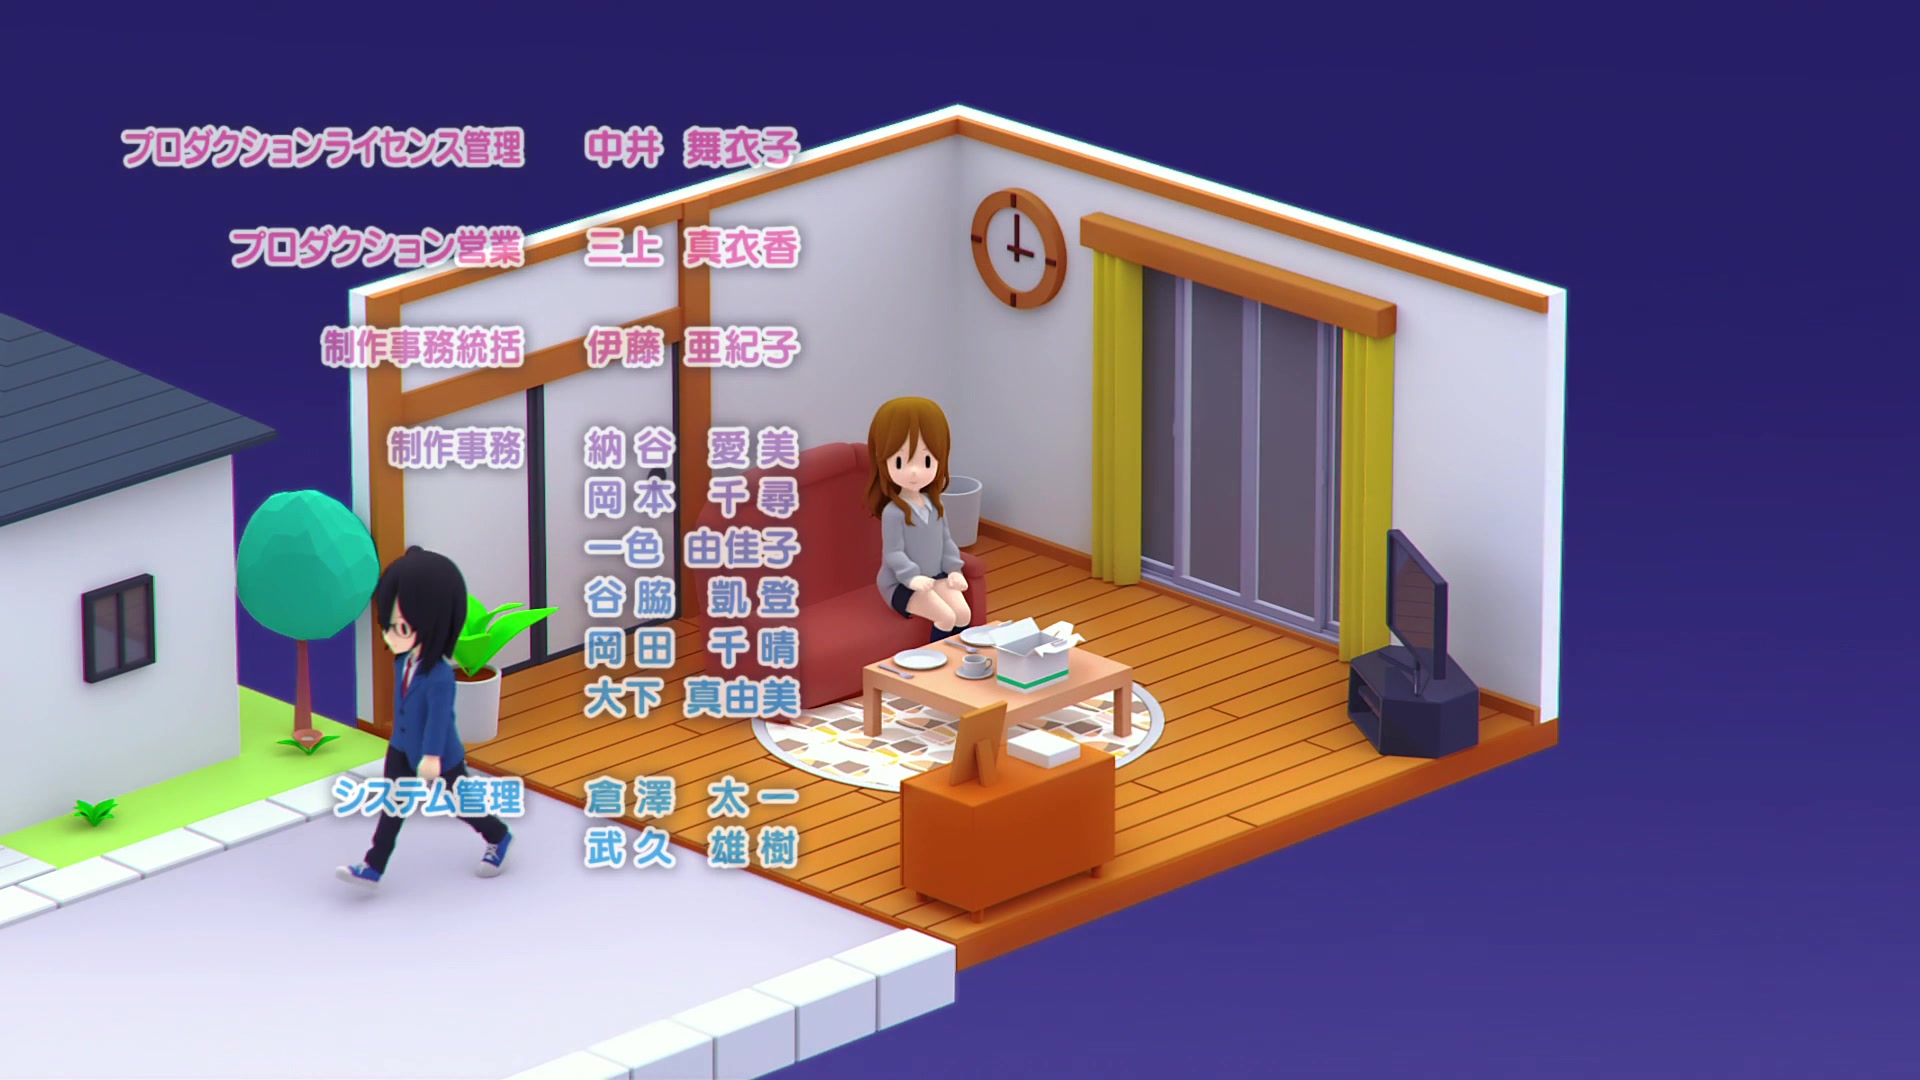 プロダクションライセンス管理 中井 舞衣子
プロダクション営業 三上 真衣香
制作事務統括 伊藤 亜紀子
制作事務 納谷 愛美
岡本 千尋
一色 由佳子
谷脇 凱登
岡田 千晴
大下 真由美
システム管理 倉澤 太一
武久 雄樹